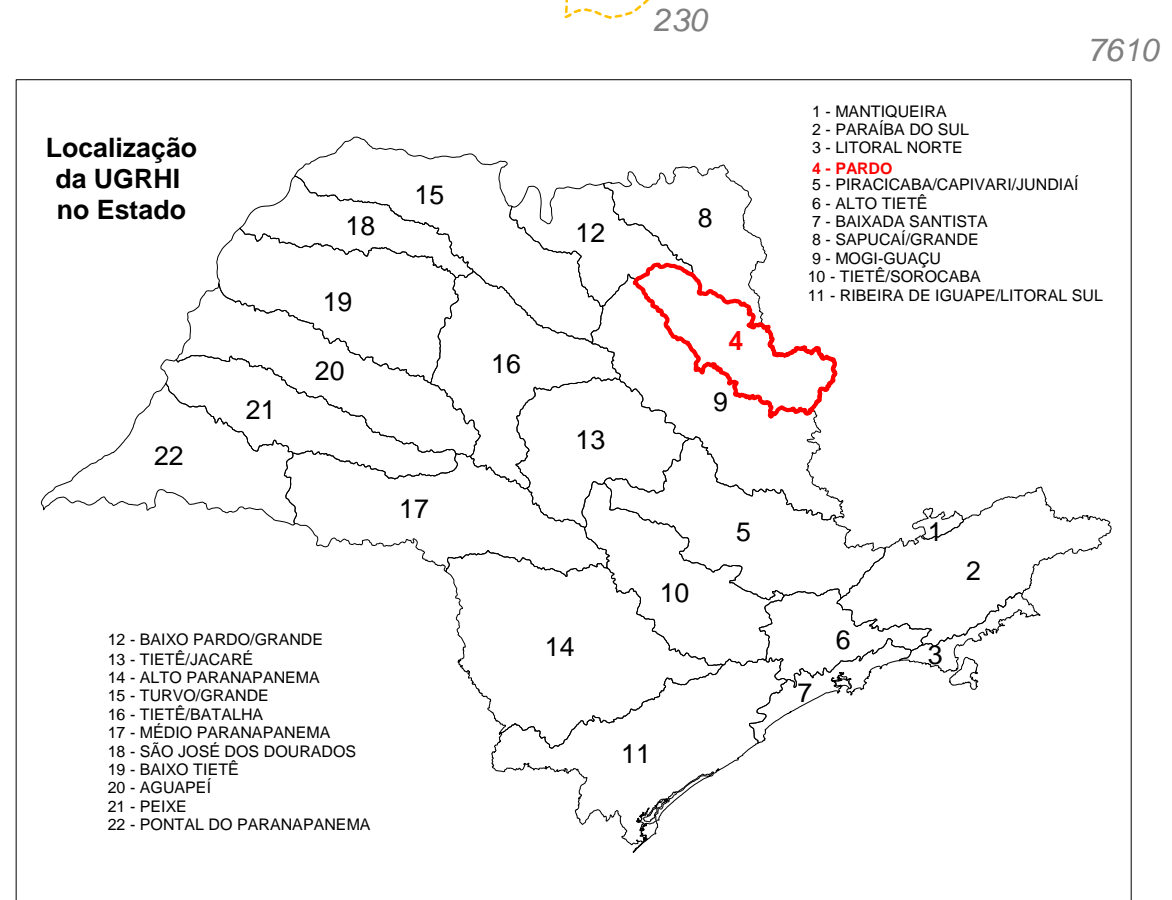 230
7610
Localização
da UGRHI
no Estado
1 - MANTIQUEIRA
2 - PARAÍBA DO SUL
3 - LITORAL NORTE
4 - PARDO
5 - PIRACICABA/CAPIVARI/JUNDIAÍ
6 - ALTO TIETÊ
7 - BAIXADA SANTISTA
8 - SAPUCAÍ/GRANDE
9 - MOGI-GUAÇU
10 - TIETÊ/SOROCABA
11 - RIBEIRA DE IGUAPE/LITORAL SUL
15
8
18
12
19
4
16
20
9
21
13
22
17
5
1
2
10
6
14
3
7
11
12 - BAIXO PARDO/GRANDE
13 - TIETÊ/JACARÉ
14 - ALTO PARANAPANEMA
15 - TURVO/GRANDE
16 - TIETÊ/BATALHA
17 - MÉDIO PARANAPANEMA
18 - SÃO JOSÉ DOS DOURADOS
19 - BAIXO TIETÊ
20 - AGUAPEÍ
21 - PEIXE
22 - PONTAL DO PARANAPANEMA